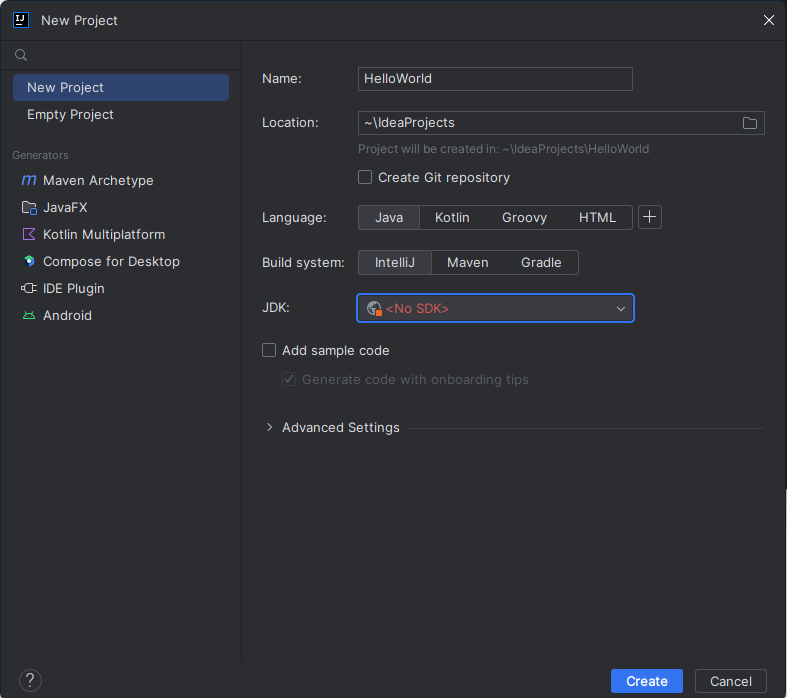 New Project
New Project
Empty Project
Generators
Maven Archetype
JavaFX
Kotlin Multiplatform
Compose for Desktop
IDE Plugin
Android
Name: HelloWorld
Location: ~\IdeaProjects
Project will be created in: ~\IdeaProjects\HelloWorld
Create Git repository
Language: Java Kotlin Groovy HTML +
Build system: IntelliJ Maven Gradle
JDK: <No SDK>
Add sample code
Generate code with onboarding tips
Advanced Settings
? Create Cancel